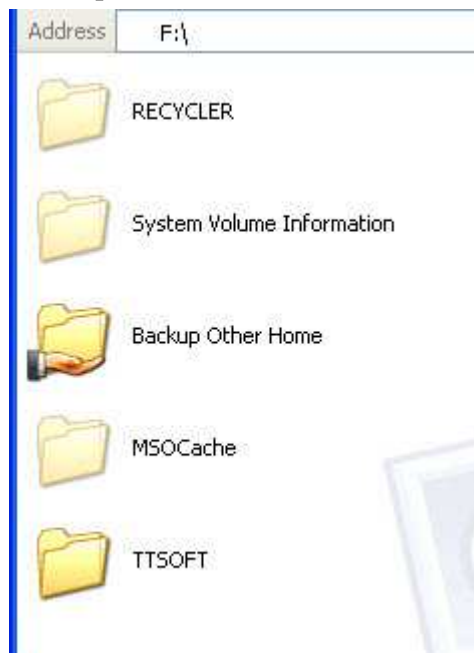 Address F:\
RECYCLER
System Volume Information
Backup Other Home
MSOCache
TTSOFT